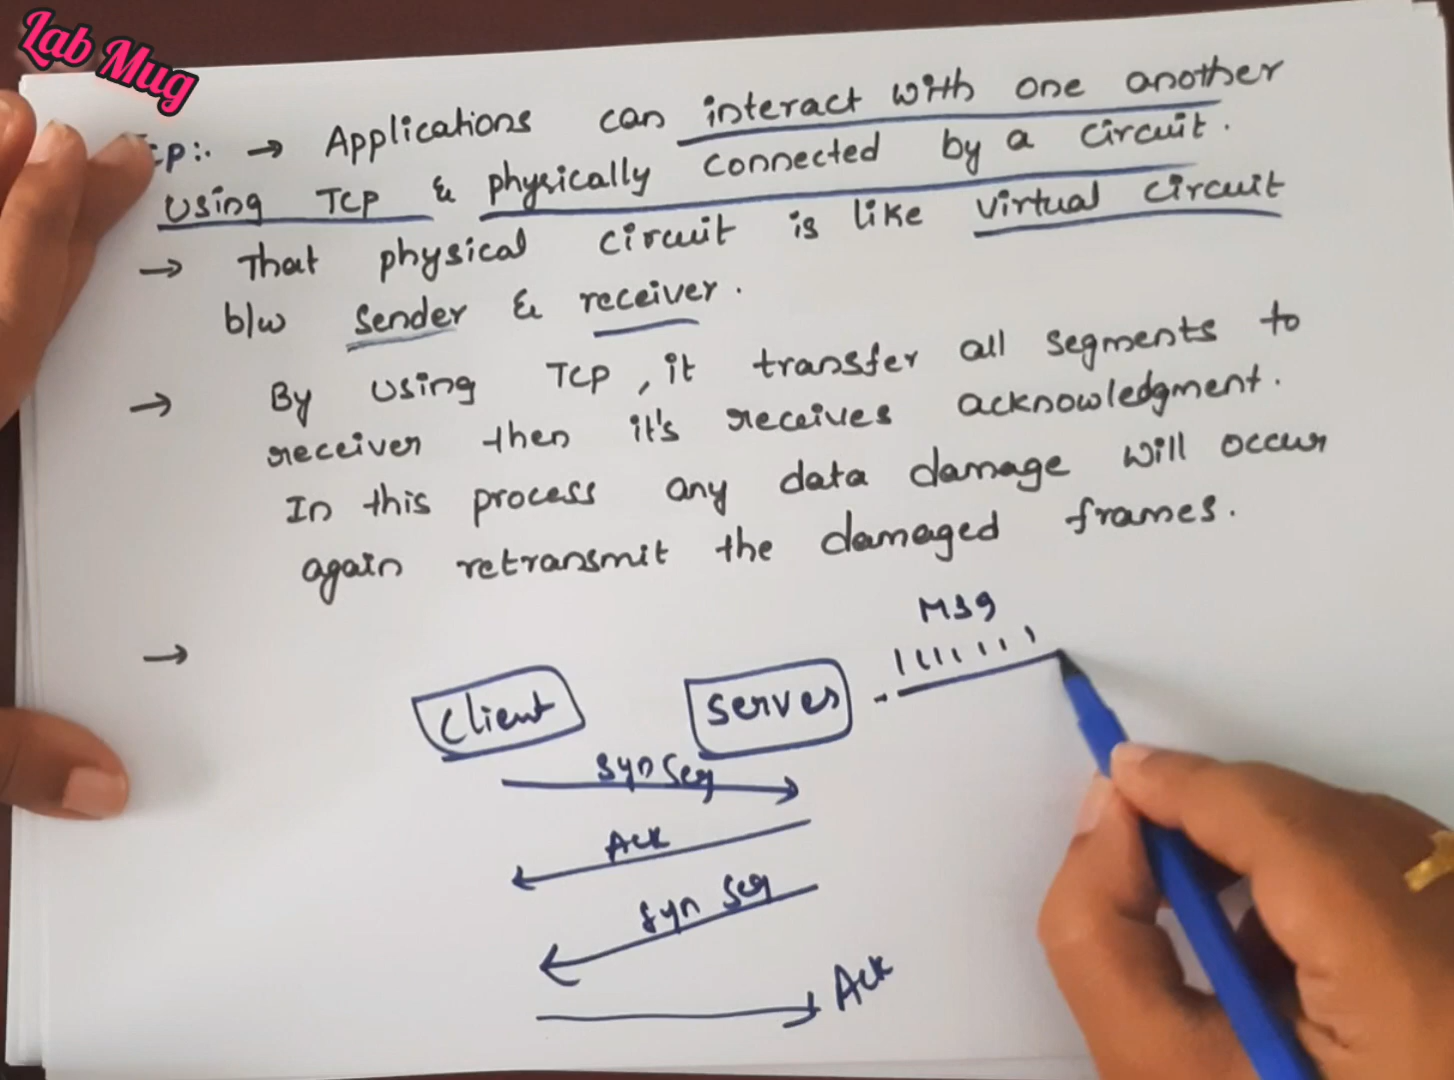 Lab Mug
TCP:- → Applications can interact with one another
using TCP & physically connected by a circuit.
→ That physical circuit is like virtual circuit
b/w Sender & receiver.
→ By using TCP, it transfer all segments to
receiver then it's receives acknowledgment.
In this process any data damage will occur
again retransmit the damaged frames.
→
Msg
Client Server
Syn Seq
Ack
Syn Seq
Ack